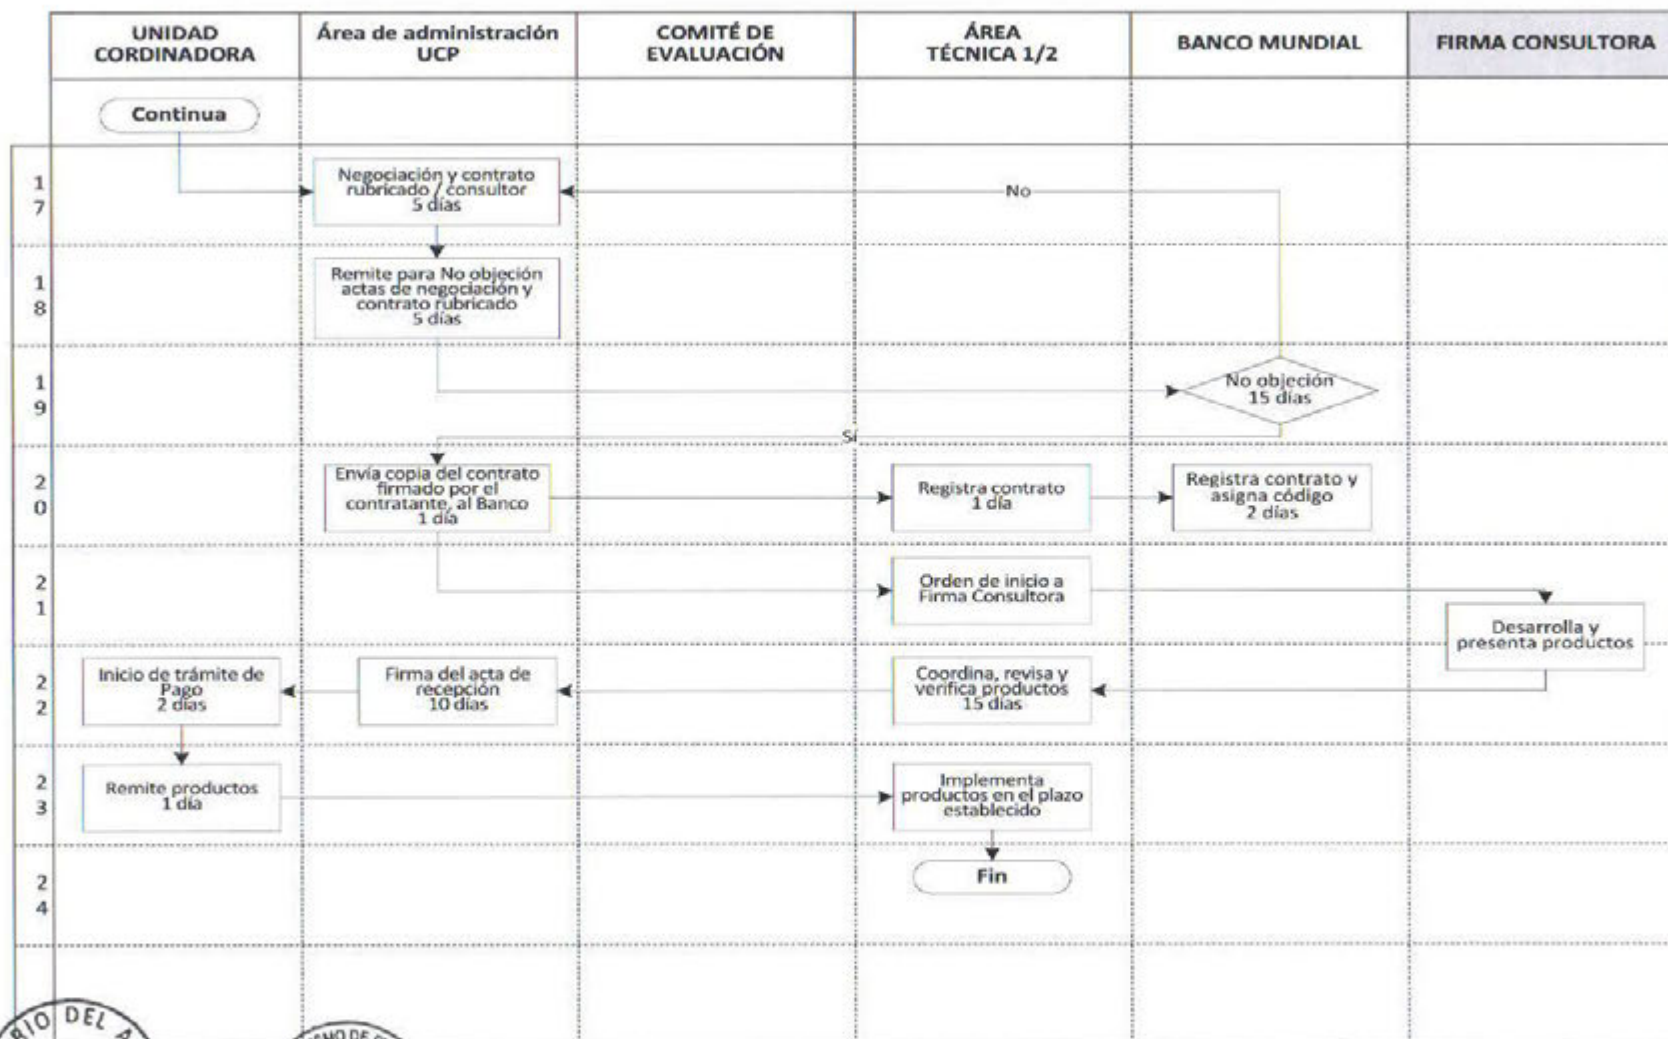 UNIDAD
CORDINADORA
Área de administración
UCP
COMITÉ DE
EVALUACIÓN
ÁREA
TÉCNICA 1/2
BANCO MUNDIAL
FIRMA CONSULTORA
Continua
1
7
Negociación y contrato
rubricado / consultor
5 días
No
1
8
Remite para No objeción
actas de negociación y
contrato rubricado
5 días
1
9
No objeción
15 días
Sí
2
0
Envía copia del contrato
firmado por el
contratante, al Banco
1 día
Registra contrato
1 día
Registra contrato y
asigna código
2 días
2
1
Orden de inicio a
Firma Consultora
Desarrolla y
presenta productos
2
2
Inicio de trámite de
Pago
2 días
Firma del acta de
recepción
10 días
Coordina, revisa y
verifica productos
15 días
2
3
Remite productos
1 día
Implementa
productos en el plazo
establecido
2
4
Fin
DEL